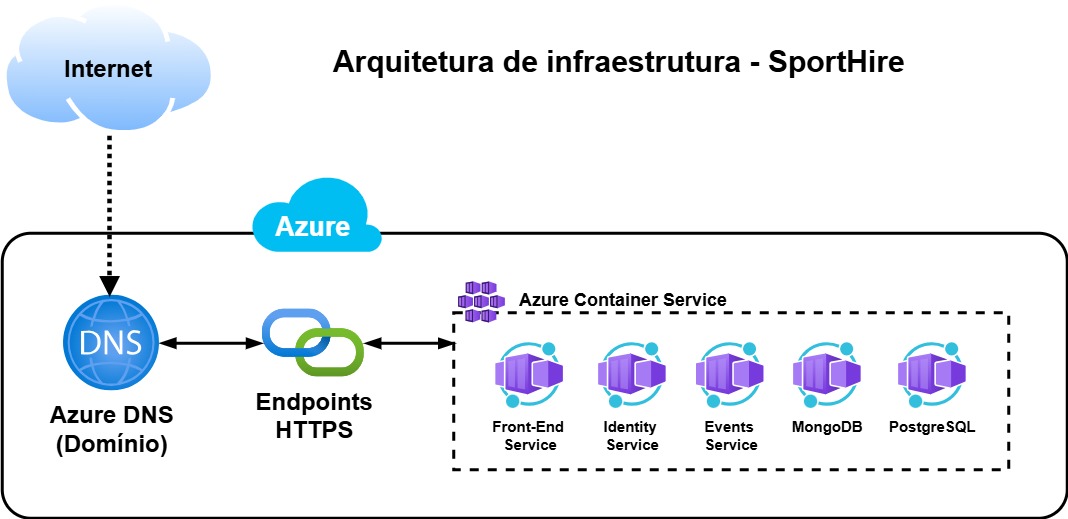 Internet
Arquitetura de infraestrutura - SportHire
Azure
DNS
Azure DNS
(Domínio)
Endpoints
HTTPS
Azure Container Service
Front-End
Service
Identity
Service
Events
Service
MongoDB
PostgreSQL